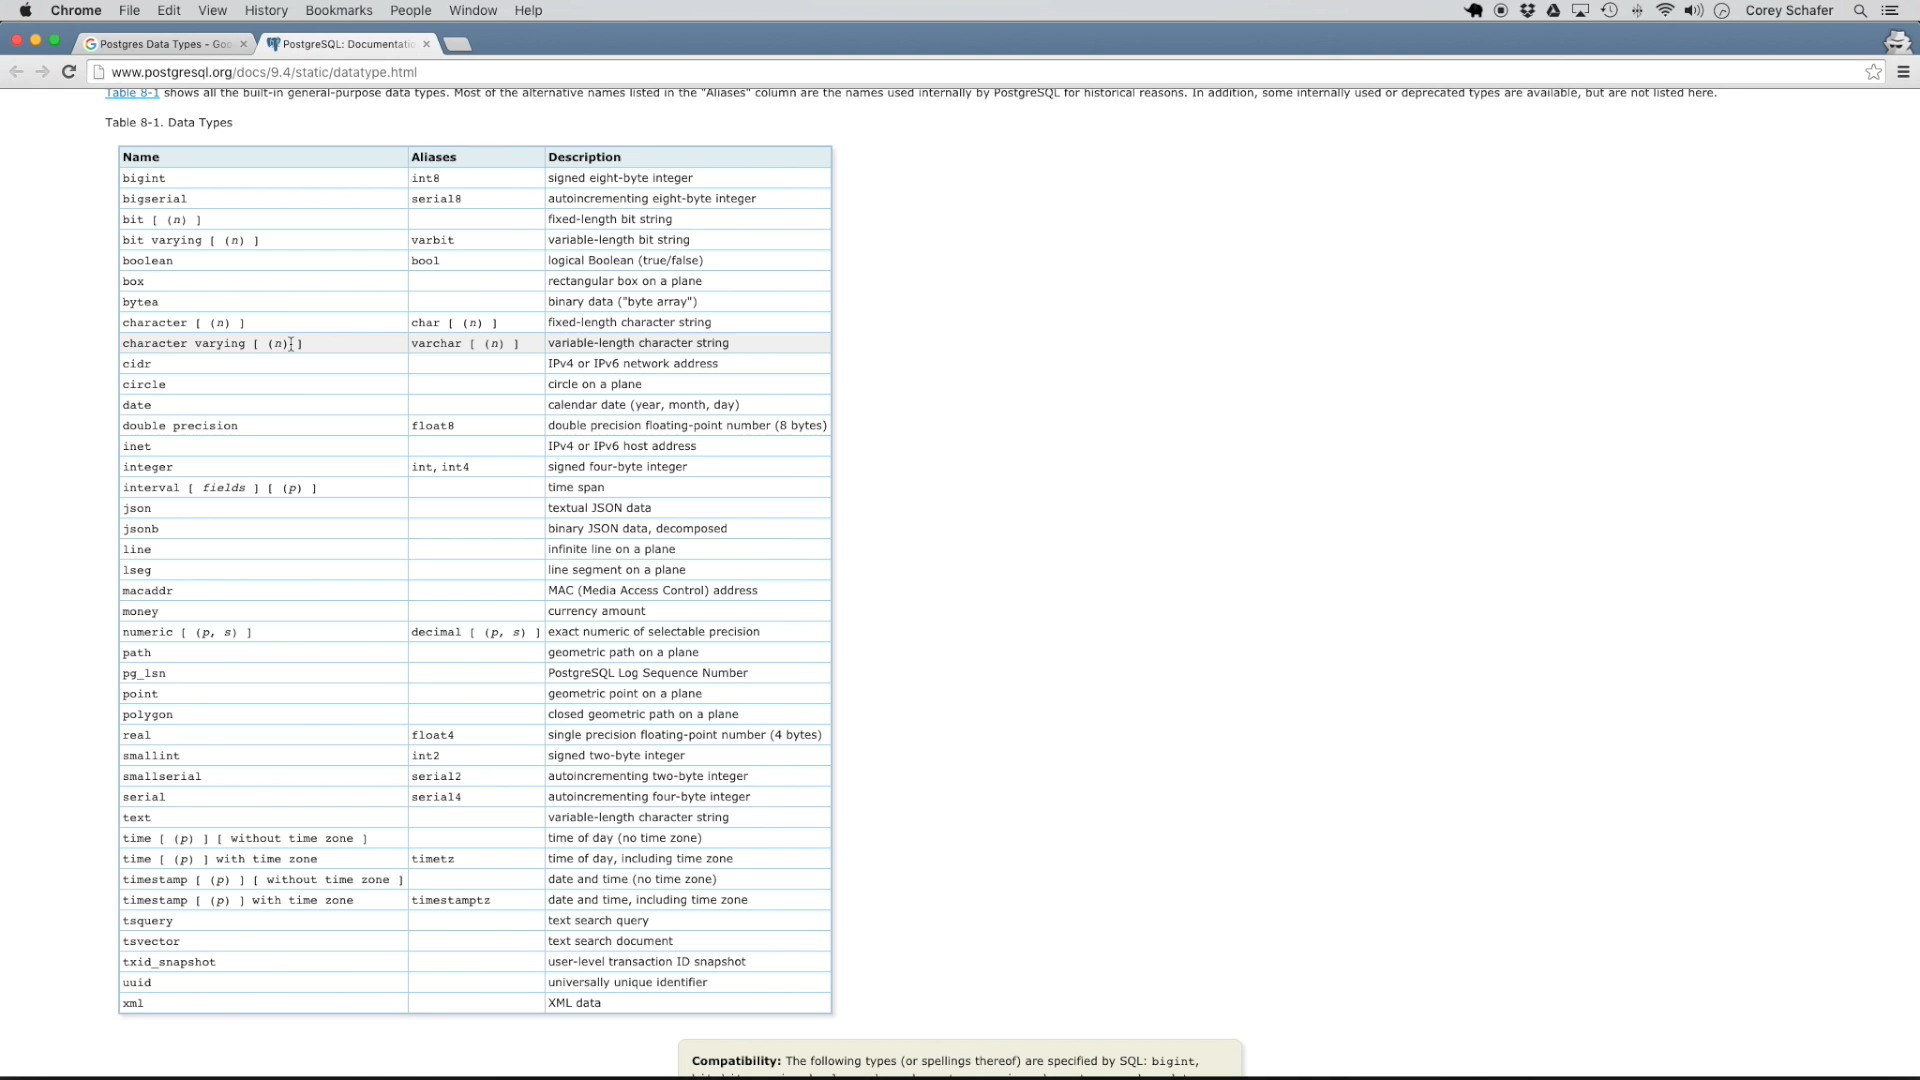 Chrome File Edit View History Bookmarks People Window Help Corey Schafer
Postgres Data Types - Goo PostgreSQL: Documentatio
www.postgresql.org/docs/9.4/static/datatype.html
Table 8-1 shows all the built-in general-purpose data types. Most of the alternative names listed in the "Aliases" column are the names used internally by PostgreSQL for historical reasons. In addition, some internally used or deprecated types are available, but are not listed here.
Table 8-1. Data Types
Name Aliases Description
bigint int8 signed eight-byte integer
bigserial serial8 autoincrementing eight-byte integer
bit [ (n) ] fixed-length bit string
bit varying [ (n) ] varbit variable-length bit string
boolean bool logical Boolean (true/false)
box rectangular box on a plane
bytea binary data ("byte array")
character [ (n) ] char [ (n) ] fixed-length character string
character varying [ (n) ] varchar [ (n) ] variable-length character string
cidr IPv4 or IPv6 network address
circle circle on a plane
date calendar date (year, month, day)
double precision float8 double precision floating-point number (8 bytes)
inet IPv4 or IPv6 host address
integer int, int4 signed four-byte integer
interval [ fields ] [ (p) ] time span
json textual JSON data
jsonb binary JSON data, decomposed
line infinite line on a plane
lseg line segment on a plane
macaddr MAC (Media Access Control) address
money currency amount
numeric [ (p, s) ] decimal [ (p, s) ] exact numeric of selectable precision
path geometric path on a plane
pg_lsn PostgreSQL Log Sequence Number
point geometric point on a plane
polygon closed geometric path on a plane
real float4 single precision floating-point number (4 bytes)
smallint int2 signed two-byte integer
smallserial serial2 autoincrementing two-byte integer
serial serial4 autoincrementing four-byte integer
text variable-length character string
time [ (p) ] [ without time zone ] time of day (no time zone)
time [ (p) ] with time zone timetz time of day, including time zone
timestamp [ (p) ] [ without time zone ] date and time (no time zone)
timestamp [ (p) ] with time zone timestamptz date and time, including time zone
tsquery text search query
tsvector text search document
txid_snapshot user-level transaction ID snapshot
uuid universally unique identifier
xml XML data
Compatibility: The following types (or spellings thereof) are specified by SQL: bigint,